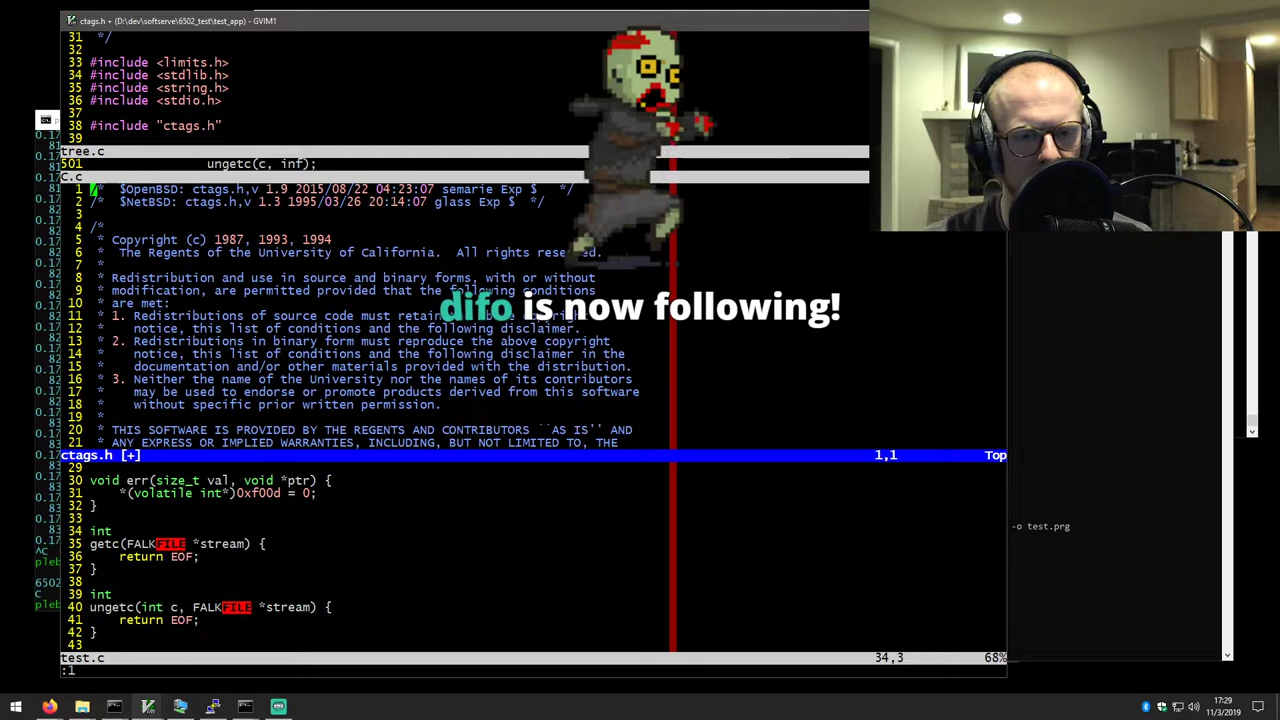 ctags.h + (D:\dev\softserve\6502_test\test_app) - GVIM1
31 */
32
33 #include <limits.h>
34 #include <stdlib.h>
35 #include <string.h>
36 #include <stdio.h>
37
38 #include "ctags.h"
39
tree.c
501 ungetc(c, inf);
C.c
1 /* $OpenBSD: ctags.h,v 1.9 2015/08/22 04:23:07 semarie Exp $ */
2 /* $NetBSD: ctags.h,v 1.3 1995/03/26 20:14:07 glass Exp $ */
3
4 /*
5 * Copyright (c) 1987, 1993, 1994
6 * The Regents of the University of California. All rights reserved.
7 *
8 * Redistribution and use in source and binary forms, with or without
9 * modification, are permitted provided that the following conditions
10 * are met:
11 * 1. Redistributions of source code must retain the above copyright
12 * notice, this list of conditions and the following disclaimer.
13 * 2. Redistributions in binary form must reproduce the above copyright
14 * notice, this list of conditions and the following disclaimer in the
15 * documentation and/or other materials provided with the distribution.
16 * 3. Neither the name of the University nor the names of its contributors
17 * may be used to endorse or promote products derived from this software
18 * without specific prior written permission.
19 *
20 * THIS SOFTWARE IS PROVIDED BY THE REGENTS AND CONTRIBUTORS ``AS IS'' AND
21 * ANY EXPRESS OR IMPLIED WARRANTIES, INCLUDING, BUT NOT LIMITED TO, THE
difo is now following!
ctags.h [+] 1,1 Top
29
30 void err(size_t val, void *ptr) {
31 *(volatile int*)0xf00d = 0;
32 }
33
34 int
35 getc(FALKFILE *stream) {
36 return EOF;
37 }
38
39 int
40 ungetc(int c, FALKFILE *stream) {
41 return EOF;
42 }
43
test.c 34,3 68%
:1
-o test.prg
0.17
83
^C
pleb
6502
C
pleb
17:29
11/3/2019